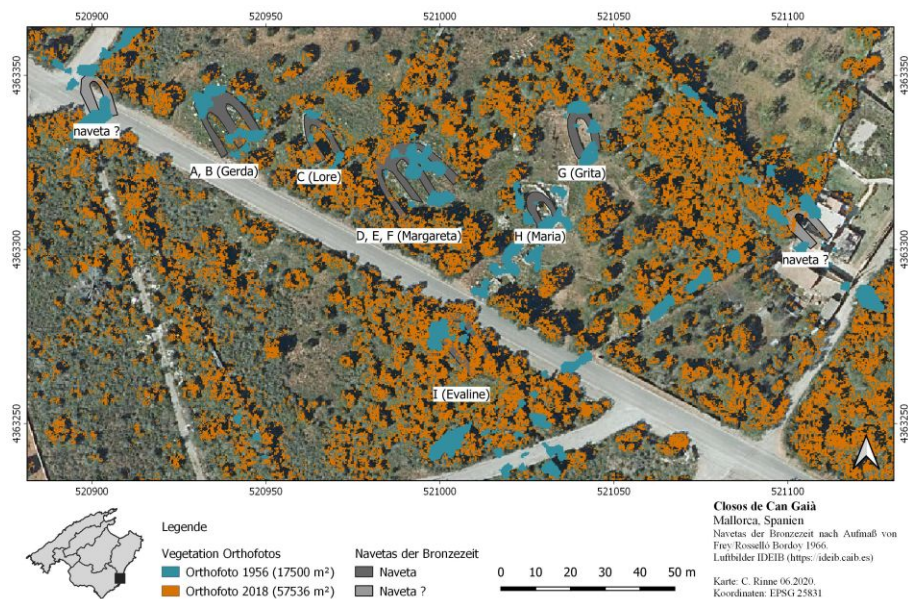 520900 520950 521000 521050 521100
4363350 4363350
naveta ?
A, B (Gerda)
C (Lore)
G (Grita)
D, E, F (Margareta)
H (Maria)
naveta ?
4363300 4363300
I (Evaline)
4363250 4363250
520900 520950 521000 521050 521100
Legende
Vegetation Orthofotos
Orthofoto 1956 (17500 m²)
Orthofoto 2018 (57536 m²)
Navetas der Bronzezeit
Naveta
Naveta ?
0 10 20 30 40 50 m
Closos de Can Gaià
Mallorca, Spanien
Navetas der Bronzezeit nach Aufmaß von
Frey/Rosselló Bordoy 1966.
Luftbilder IDEIB (https://ideib.caib.es)
Karte: C. Rinne 06.2020.
Koordinaten: EPSG 25831